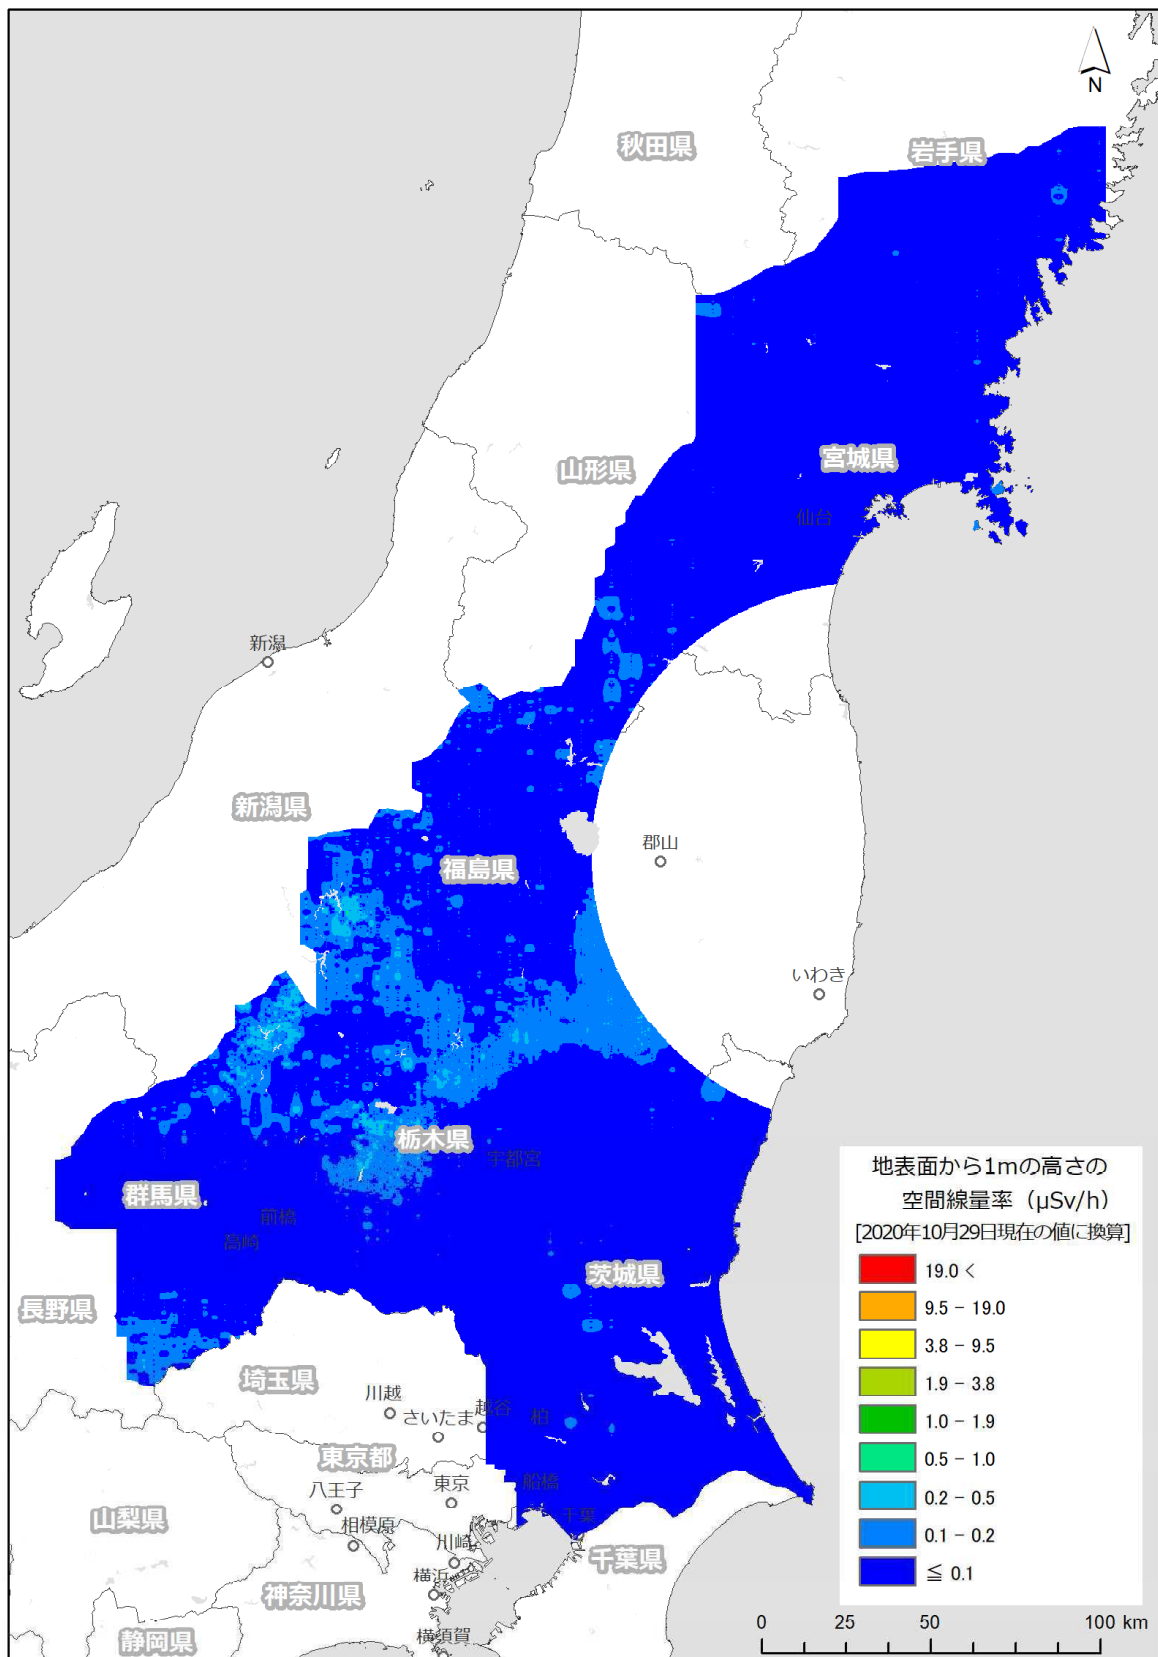 N
秋田県
岩手県
山形県
宮城県
仙台
新潟
新潟県
福島県
郡山
いわき
栃木県
宇都宮
群馬県
前橋
高崎
茨城県
長野県
埼玉県
川越
さいたま
越谷
柏
東京都
八王子
東京
船橋
山梨県
相模原
川崎
千葉
千葉県
横浜
神奈川県
静岡県
横須賀
地表面から1mの高さの
空間線量率（μSv/h）
[2020年10月29日現在の値に換算]
19.0 <
9.5 - 19.0
3.8 - 9.5
1.9 - 3.8
1.0 - 1.9
0.5 - 1.0
0.2 - 0.5
0.1 - 0.2
≦ 0.1
0 25 50 100 km